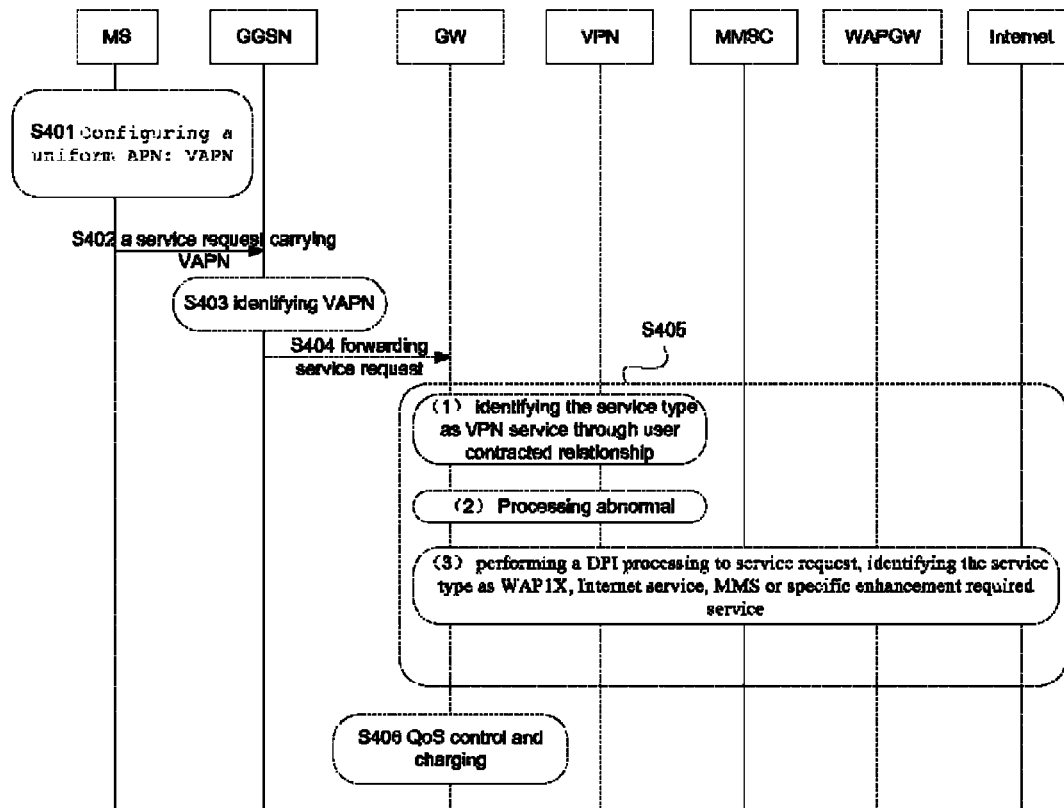 MS GGSN GW VPN MMSC WAPGW Internet
S401 Configuring a
uniform APN: VAPN
S402 a service request carrying
VAPN
S403 identifying VAPN
S404 forwarding
service request
S405
(1) identifying the service type
as VPN service through user
contracted relationship
(2) Processing abnormal
(3) performing a DPI processing to service request, identifying the service
type as WAP1X, Internet service, MMS or specific enhancement required
service
S406 QoS control and
charging